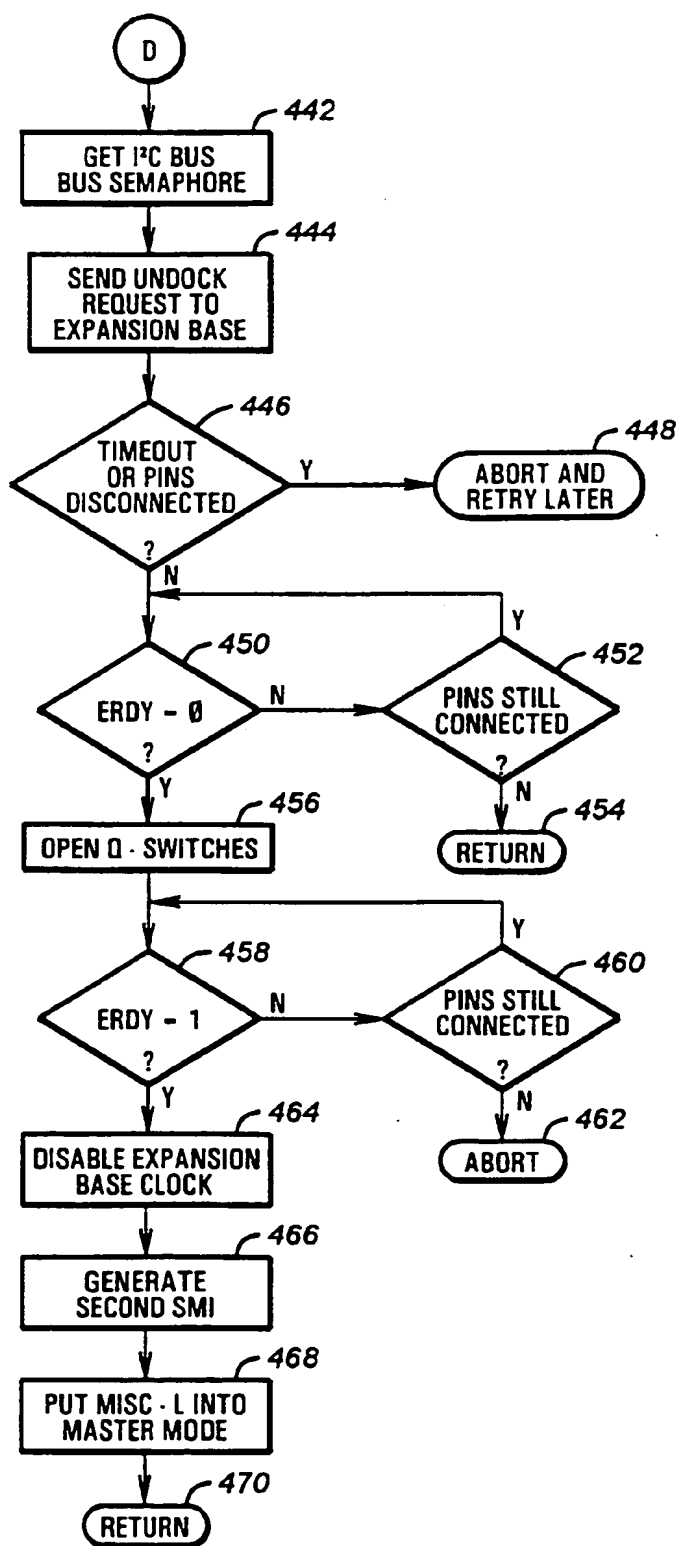 D
442
GET I²C BUS
BUS SEMAPHORE
444
SEND UNDOCK
REQUEST TO
EXPANSION BASE
446
TIMEOUT
OR PINS
DISCONNECTED
?
Y
N
448
ABORT AND
RETRY LATER
450
ERDY - 0
?
N
Y
452
PINS STILL
CONNECTED
?
Y
N
454
RETURN
456
OPEN Q - SWITCHES
458
ERDY - 1
?
N
Y
460
PINS STILL
CONNECTED
?
Y
N
462
ABORT
464
DISABLE EXPANSION
BASE CLOCK
466
GENERATE
SECOND SMI
468
PUT MISC - L INTO
MASTER MODE
470
RETURN